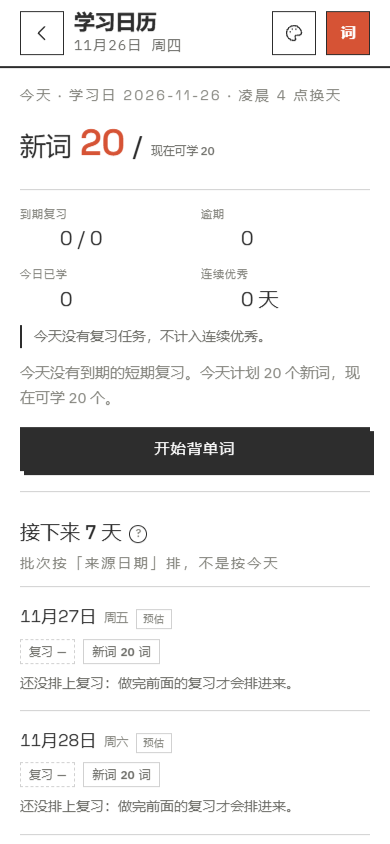 学习日历
11月26日 周四
词
今天 · 学习日 2026-11-26 · 凌晨 4 点换天
新词 20 / 现在可学 20
到期复习 逾期
0 / 0 0
今日已学 连续优秀
0 0 天
今天没有复习任务，不计入连续优秀。
今天没有到期的短期复习。今天计划 20 个新词，现
在可学 20 个。
开始背单词
接下来 7 天 ?
批次按「来源日期」排，不是按今天
11月27日 周五 预估
复习 — 新词 20 词
还没排上复习：做完前面的复习才会排进来。
11月28日 周六 预估
复习 — 新词 20 词
还没排上复习：做完前面的复习才会排进来。